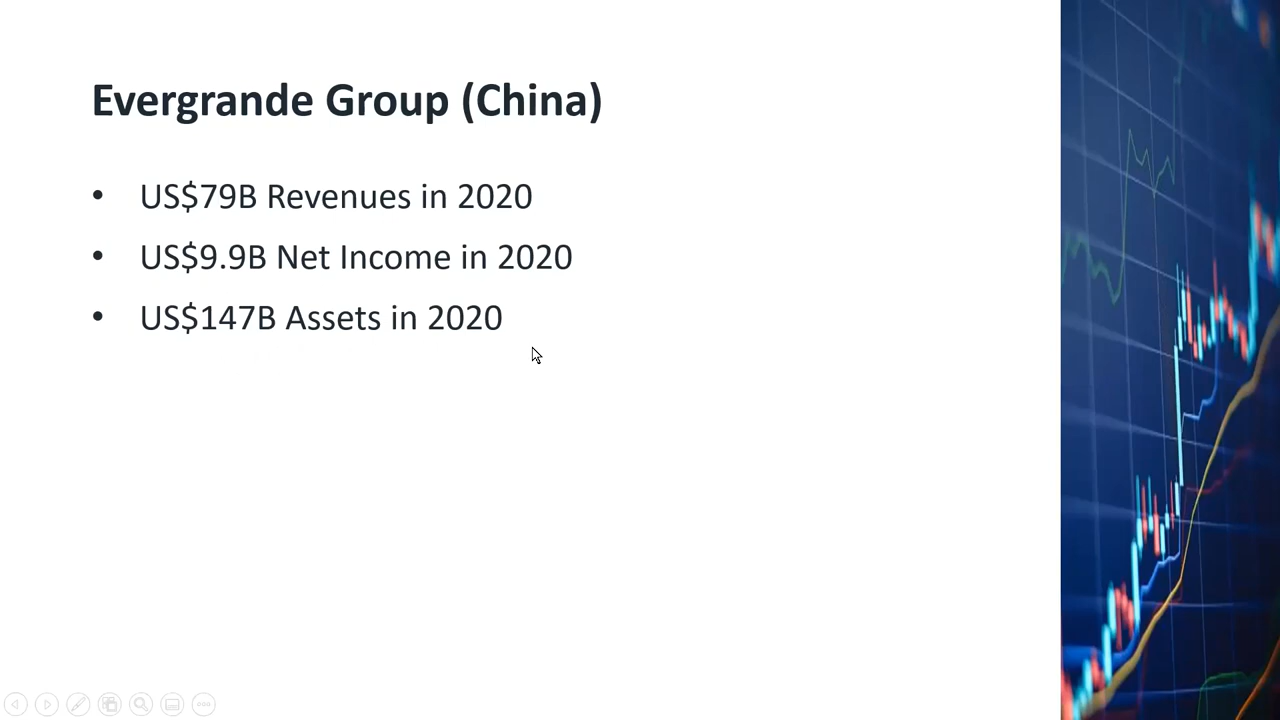 Evergrande Group (China)
• US$79B Revenues in 2020
• US$9.9B Net Income in 2020
• US$147B Assets in 2020